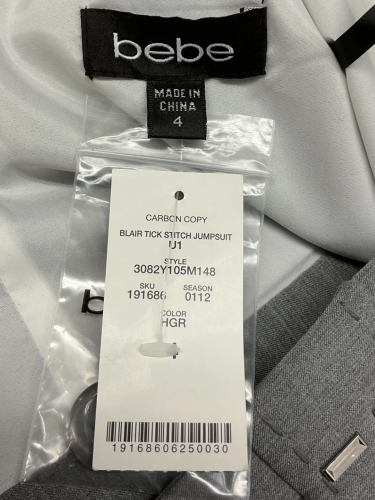 bebe
MADE IN
CHINA
4
CARBON COPY
BLAIR TICK STITCH JUMPSUIT
U1
STYLE
3082Y105M148
SKU SEASON
191686 0112
COLOR
HGR
19168606250030